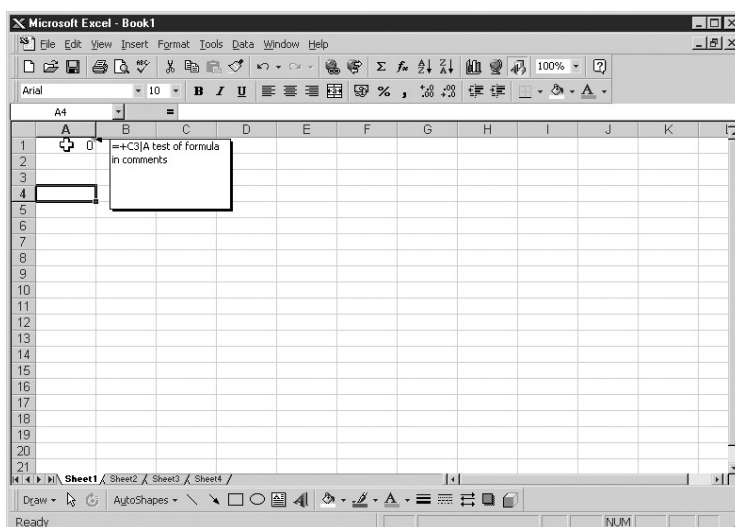 Microsoft Excel - Book1
File Edit View Insert Format Tools Data Window Help
100%
Arial 10 B I U % ,
A4 =
A B C D E F G H I J K
1 0 =+C3|A test of formula
2 in comments
3
4
5
6
7
8
9
10
11
12
13
14
15
16
17
18
19
20
21
Sheet1 Sheet2 Sheet3 Sheet4
Draw AutoShapes
Ready NUM